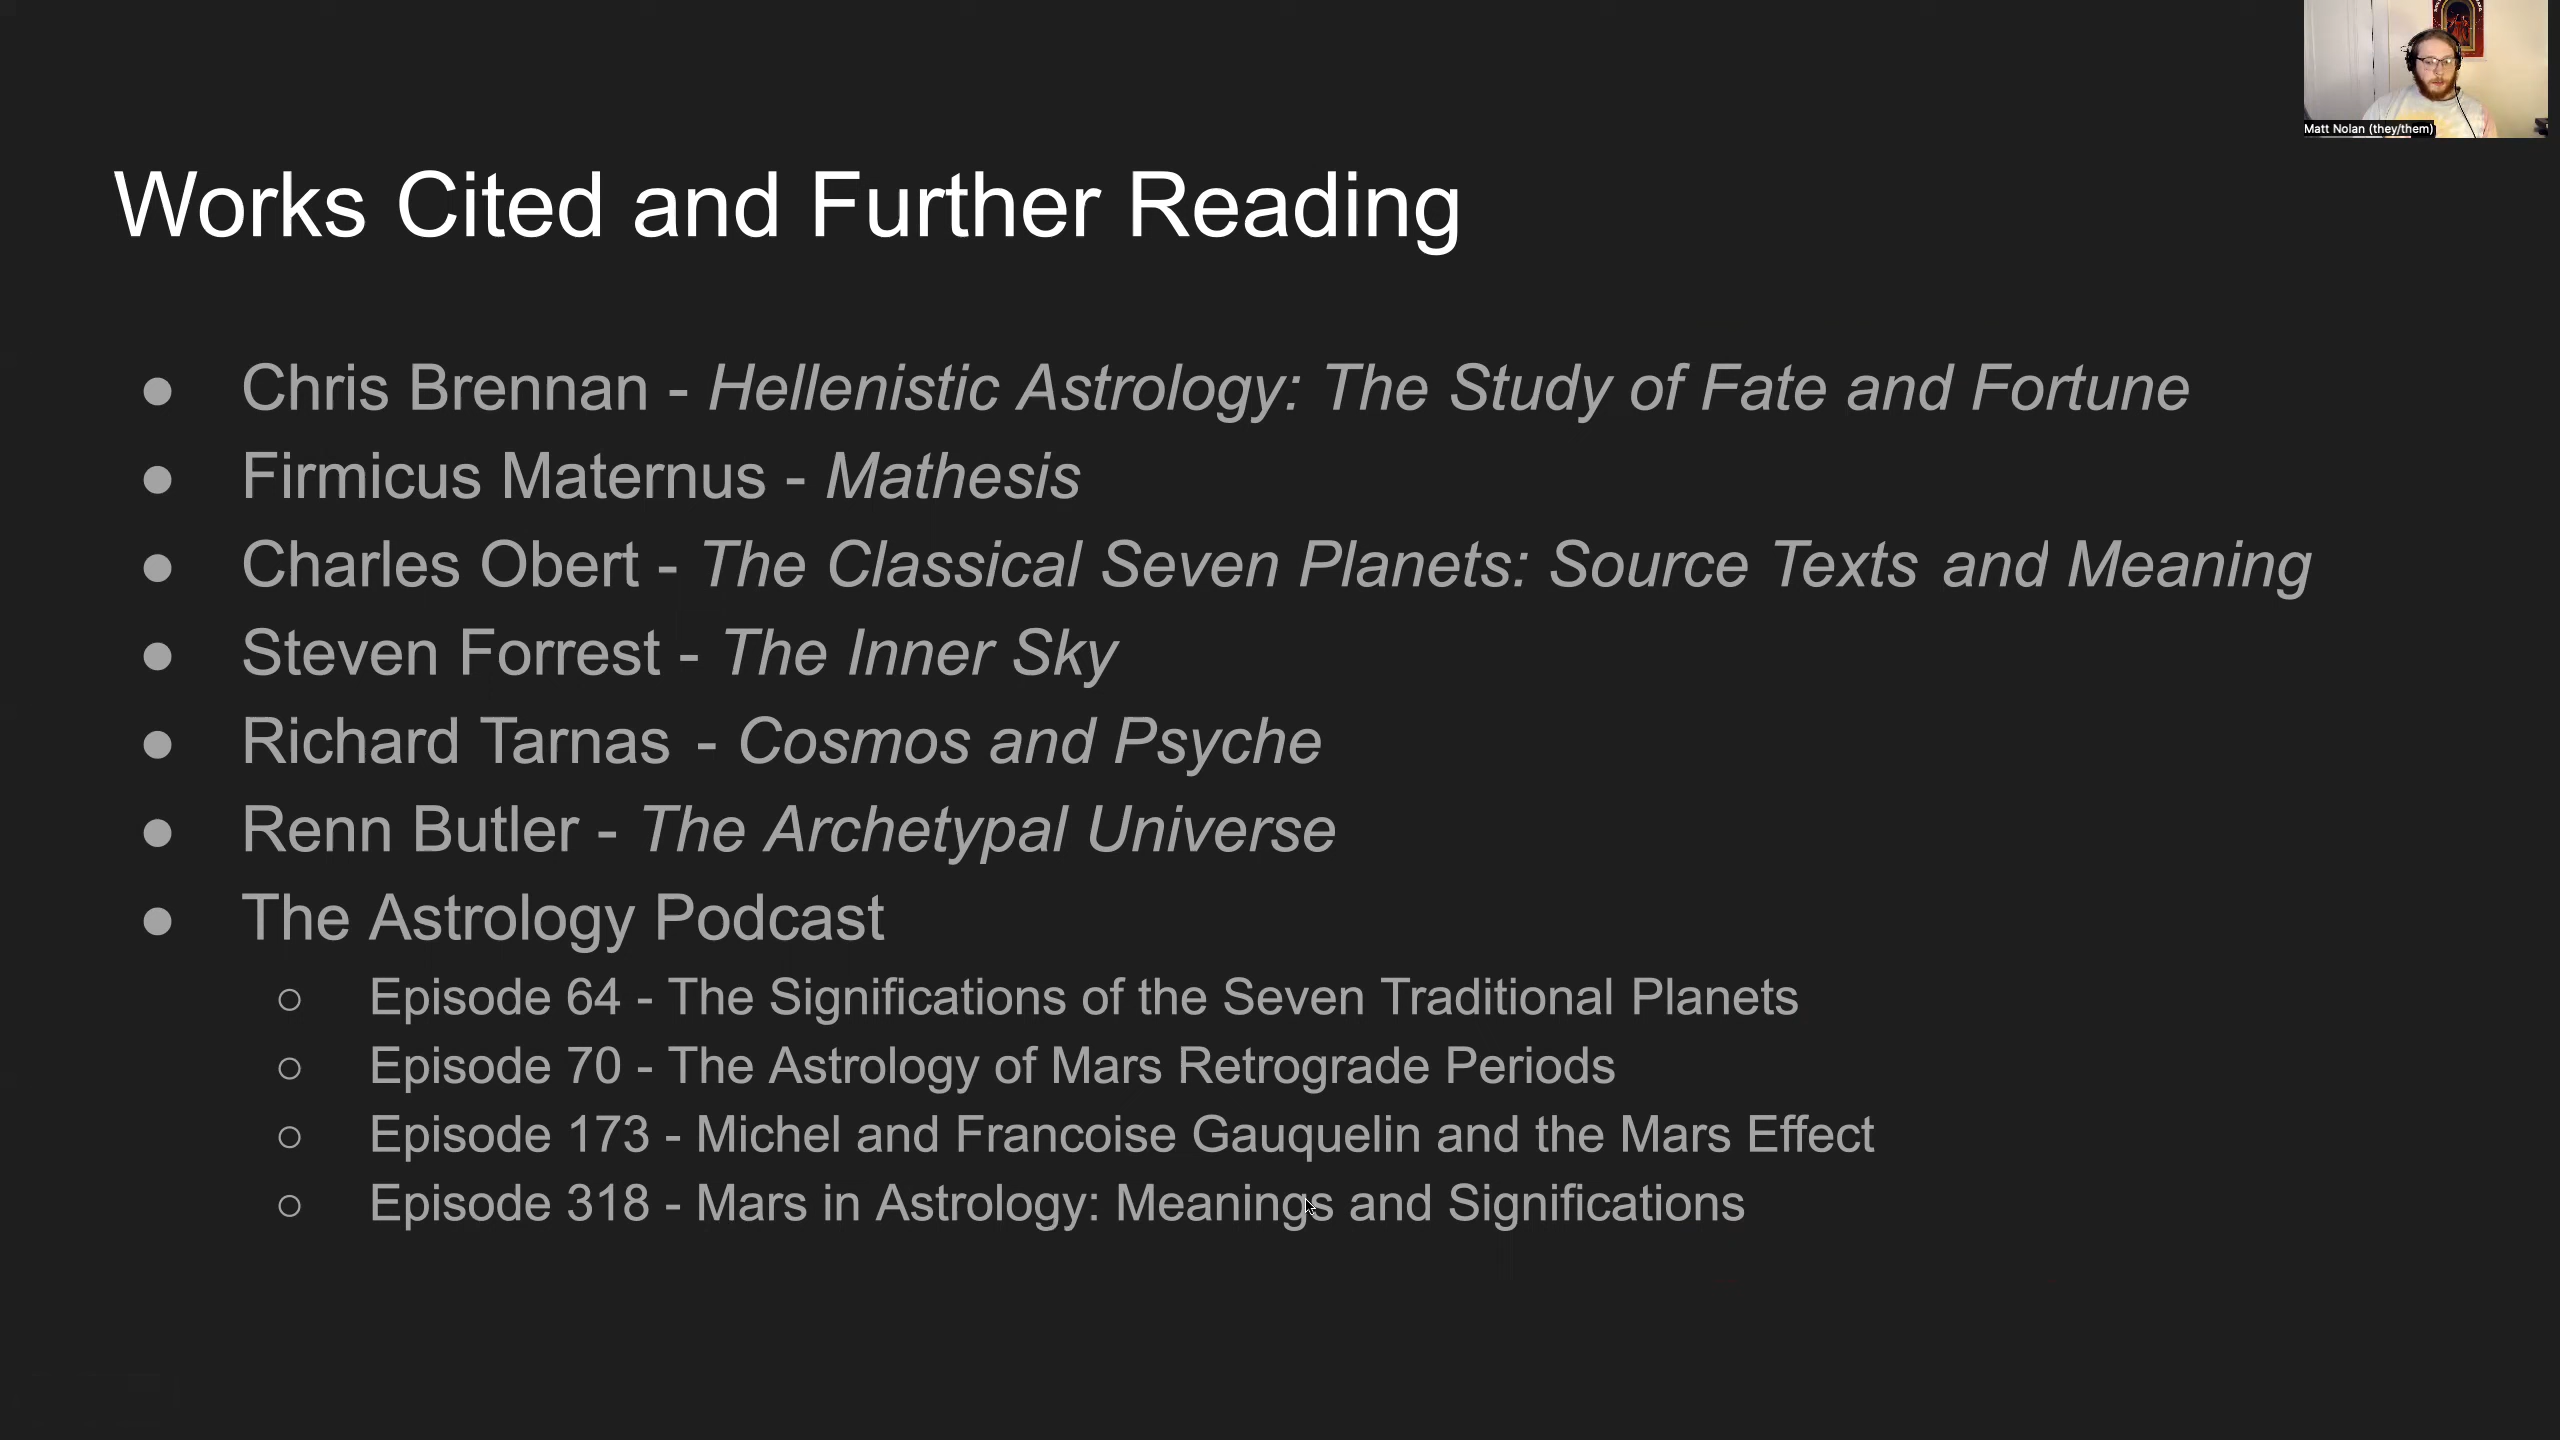 Matt Nolan (they/them)
Works Cited and Further Reading
● Chris Brennan - Hellenistic Astrology: The Study of Fate and Fortune
● Firmicus Maternus - Mathesis
● Charles Obert - The Classical Seven Planets: Source Texts and Meaning
● Steven Forrest - The Inner Sky
● Richard Tarnas - Cosmos and Psyche
● Renn Butler - The Archetypal Universe
● The Astrology Podcast
○ Episode 64 - The Significations of the Seven Traditional Planets
○ Episode 70 - The Astrology of Mars Retrograde Periods
○ Episode 173 - Michel and Francoise Gauquelin and the Mars Effect
○ Episode 318 - Mars in Astrology: Meanings and Significations